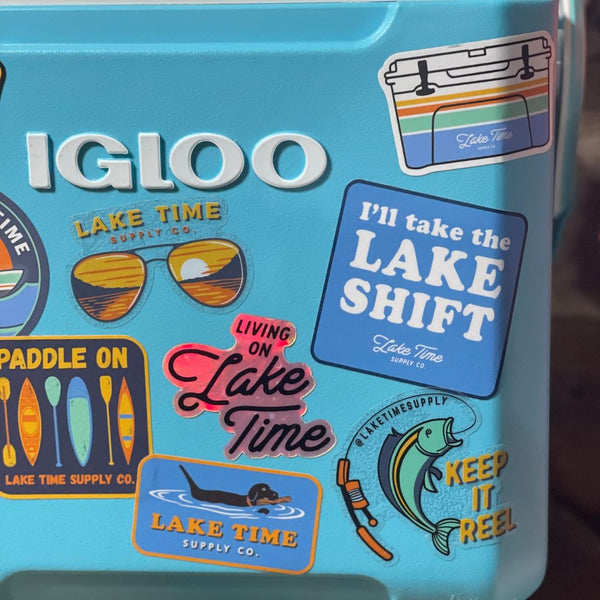 IGLOO
Lake Time
SUPPLY CO.
LAKE TIME
SUPPLY CO.
TIME
I'll take the
LAKE
SHIFT
Lake Time
SUPPLY CO.
LIVING
ON
Lake
Time
PADDLE ON
LAKE TIME SUPPLY CO.
@LAKETIMESUPPLY
KEEP
IT
REEL
LAKE TIME
SUPPLY CO.